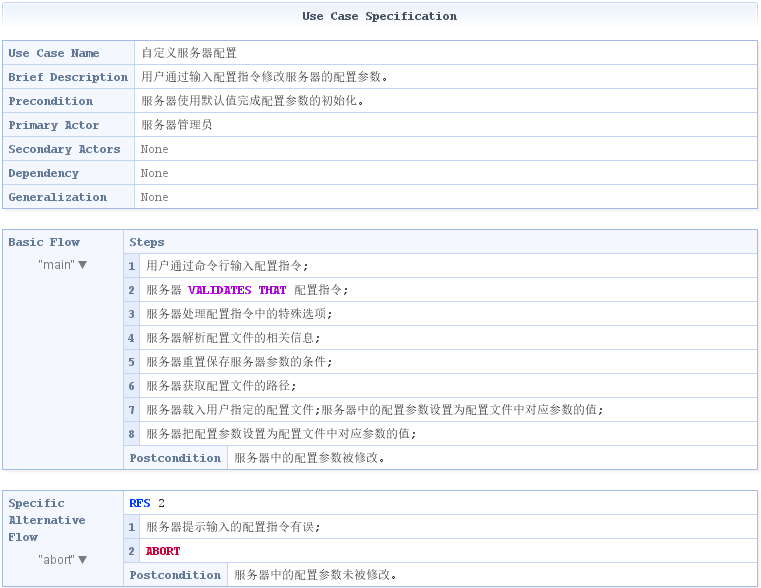 Use Case Specification
Use Case Name 自定义服务器配置
Brief Description 用户通过输入配置指令修改服务器的配置参数。
Precondition 服务器使用默认值完成配置参数的初始化。
Primary Actor 服务器管理员
Secondary Actors None
Dependency None
Generalization None
Basic Flow Steps
"main" ▼
1 用户通过命令行输入配置指令;
2 服务器 VALIDATES THAT 配置指令;
3 服务器处理配置指令中的特殊选项;
4 服务器解析配置文件的相关信息;
5 服务器重置保存服务器参数的条件;
6 服务器获取配置文件的路径;
7 服务器载入用户指定的配置文件;服务器中的配置参数设置为配置文件中对应参数的值;
8 服务器把配置参数设置为配置文件中对应参数的值;
Postcondition 服务器中的配置参数被修改。
Specific Alternative Flow
"abort" ▼
RFS 2
1 服务器提示输入的配置指令有误;
2 ABORT
Postcondition 服务器中的配置参数未被修改。